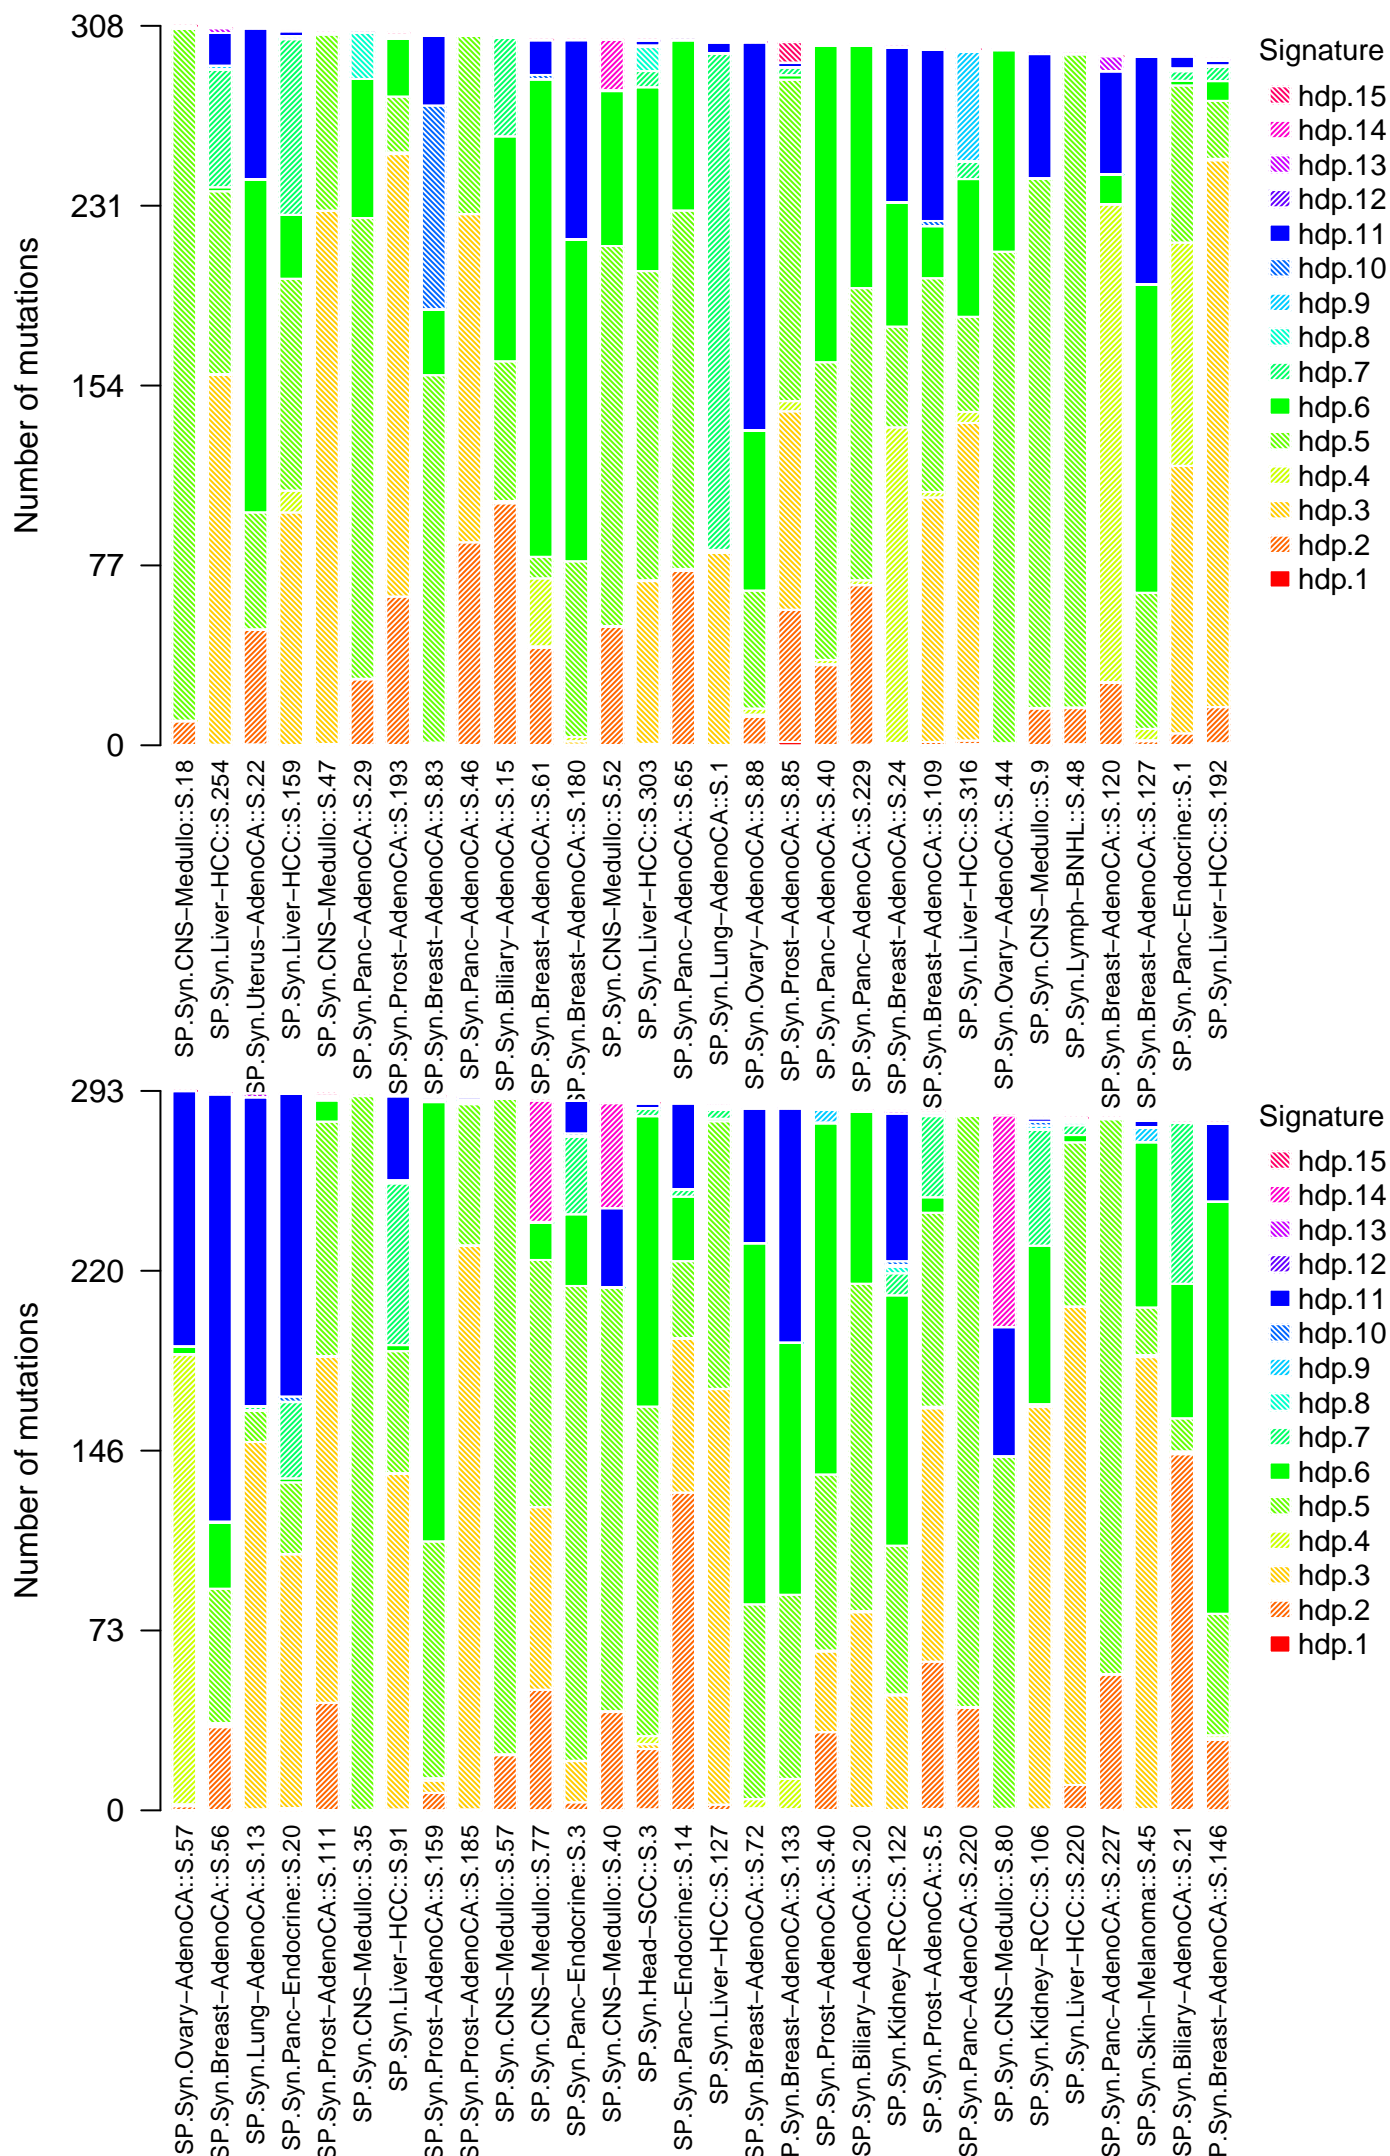 308
231
154
77
0
Number of mutations
Signature
hdp.15
hdp.14
hdp.13
hdp.12
hdp.11
hdp.10
hdp.9
hdp.8
hdp.7
hdp.6
hdp.5
hdp.4
hdp.3
hdp.2
hdp.1
SP.Syn.CNS−Medullo::S.18
SP.Syn.Liver−HCC::S.254
SP.Syn.Uterus−AdenoCA::S.22
SP.Syn.Liver−HCC::S.159
SP.Syn.CNS−Medullo::S.47
SP.Syn.Panc−AdenoCA::S.29
SP.Syn.Prost−AdenoCA::S.193
SP.Syn.Breast−AdenoCA::S.83
SP.Syn.Panc−AdenoCA::S.46
SP.Syn.Biliary−AdenoCA::S.15
SP.Syn.Breast−AdenoCA::S.61
SP.Syn.Breast−AdenoCA::S.180
SP.Syn.CNS−Medullo::S.52
SP.Syn.Liver−HCC::S.303
SP.Syn.Panc−AdenoCA::S.65
SP.Syn.Lung−AdenoCA::S.1
SP.Syn.Ovary−AdenoCA::S.88
SP.Syn.Prost−AdenoCA::S.85
SP.Syn.Panc−AdenoCA::S.40
SP.Syn.Panc−AdenoCA::S.229
SP.Syn.Breast−AdenoCA::S.24
SP.Syn.Breast−AdenoCA::S.109
SP.Syn.Liver−HCC::S.316
SP.Syn.Ovary−AdenoCA::S.44
SP.Syn.CNS−Medullo::S.9
SP.Syn.Lymph−BNHL::S.48
SP.Syn.Breast−AdenoCA::S.120
SP.Syn.Breast−AdenoCA::S.127
SP.Syn.Panc−Endocrine::S.1
SP.Syn.Liver−HCC::S.192
293
220
146
73
0
Number of mutations
Signature
hdp.15
hdp.14
hdp.13
hdp.12
hdp.11
hdp.10
hdp.9
hdp.8
hdp.7
hdp.6
hdp.5
hdp.4
hdp.3
hdp.2
hdp.1
SP.Syn.Ovary−AdenoCA::S.57
SP.Syn.Breast−AdenoCA::S.56
SP.Syn.Lung−AdenoCA::S.13
SP.Syn.Panc−Endocrine::S.20
SP.Syn.Prost−AdenoCA::S.111
SP.Syn.CNS−Medullo::S.35
SP.Syn.Liver−HCC::S.91
SP.Syn.Prost−AdenoCA::S.159
SP.Syn.Prost−AdenoCA::S.185
SP.Syn.CNS−Medullo::S.57
SP.Syn.CNS−Medullo::S.77
SP.Syn.Panc−Endocrine::S.3
SP.Syn.CNS−Medullo::S.40
SP.Syn.Head−SCC::S.3
SP.Syn.Panc−Endocrine::S.14
SP.Syn.Liver−HCC::S.127
SP.Syn.Breast−AdenoCA::S.72
P.Syn.Breast−AdenoCA::S.133
SP.Syn.Prost−AdenoCA::S.40
SP.Syn.Biliary−AdenoCA::S.20
SP.Syn.Kidney−RCC::S.122
SP.Syn.Prost−AdenoCA::S.5
SP.Syn.Panc−AdenoCA::S.220
SP.Syn.CNS−Medullo::S.80
SP.Syn.Kidney−RCC::S.106
SP.Syn.Liver−HCC::S.220
SP.Syn.Panc−AdenoCA::S.227
SP.Syn.Skin−Melanoma::S.45
SP.Syn.Biliary−AdenoCA::S.21
P.Syn.Breast−AdenoCA::S.146